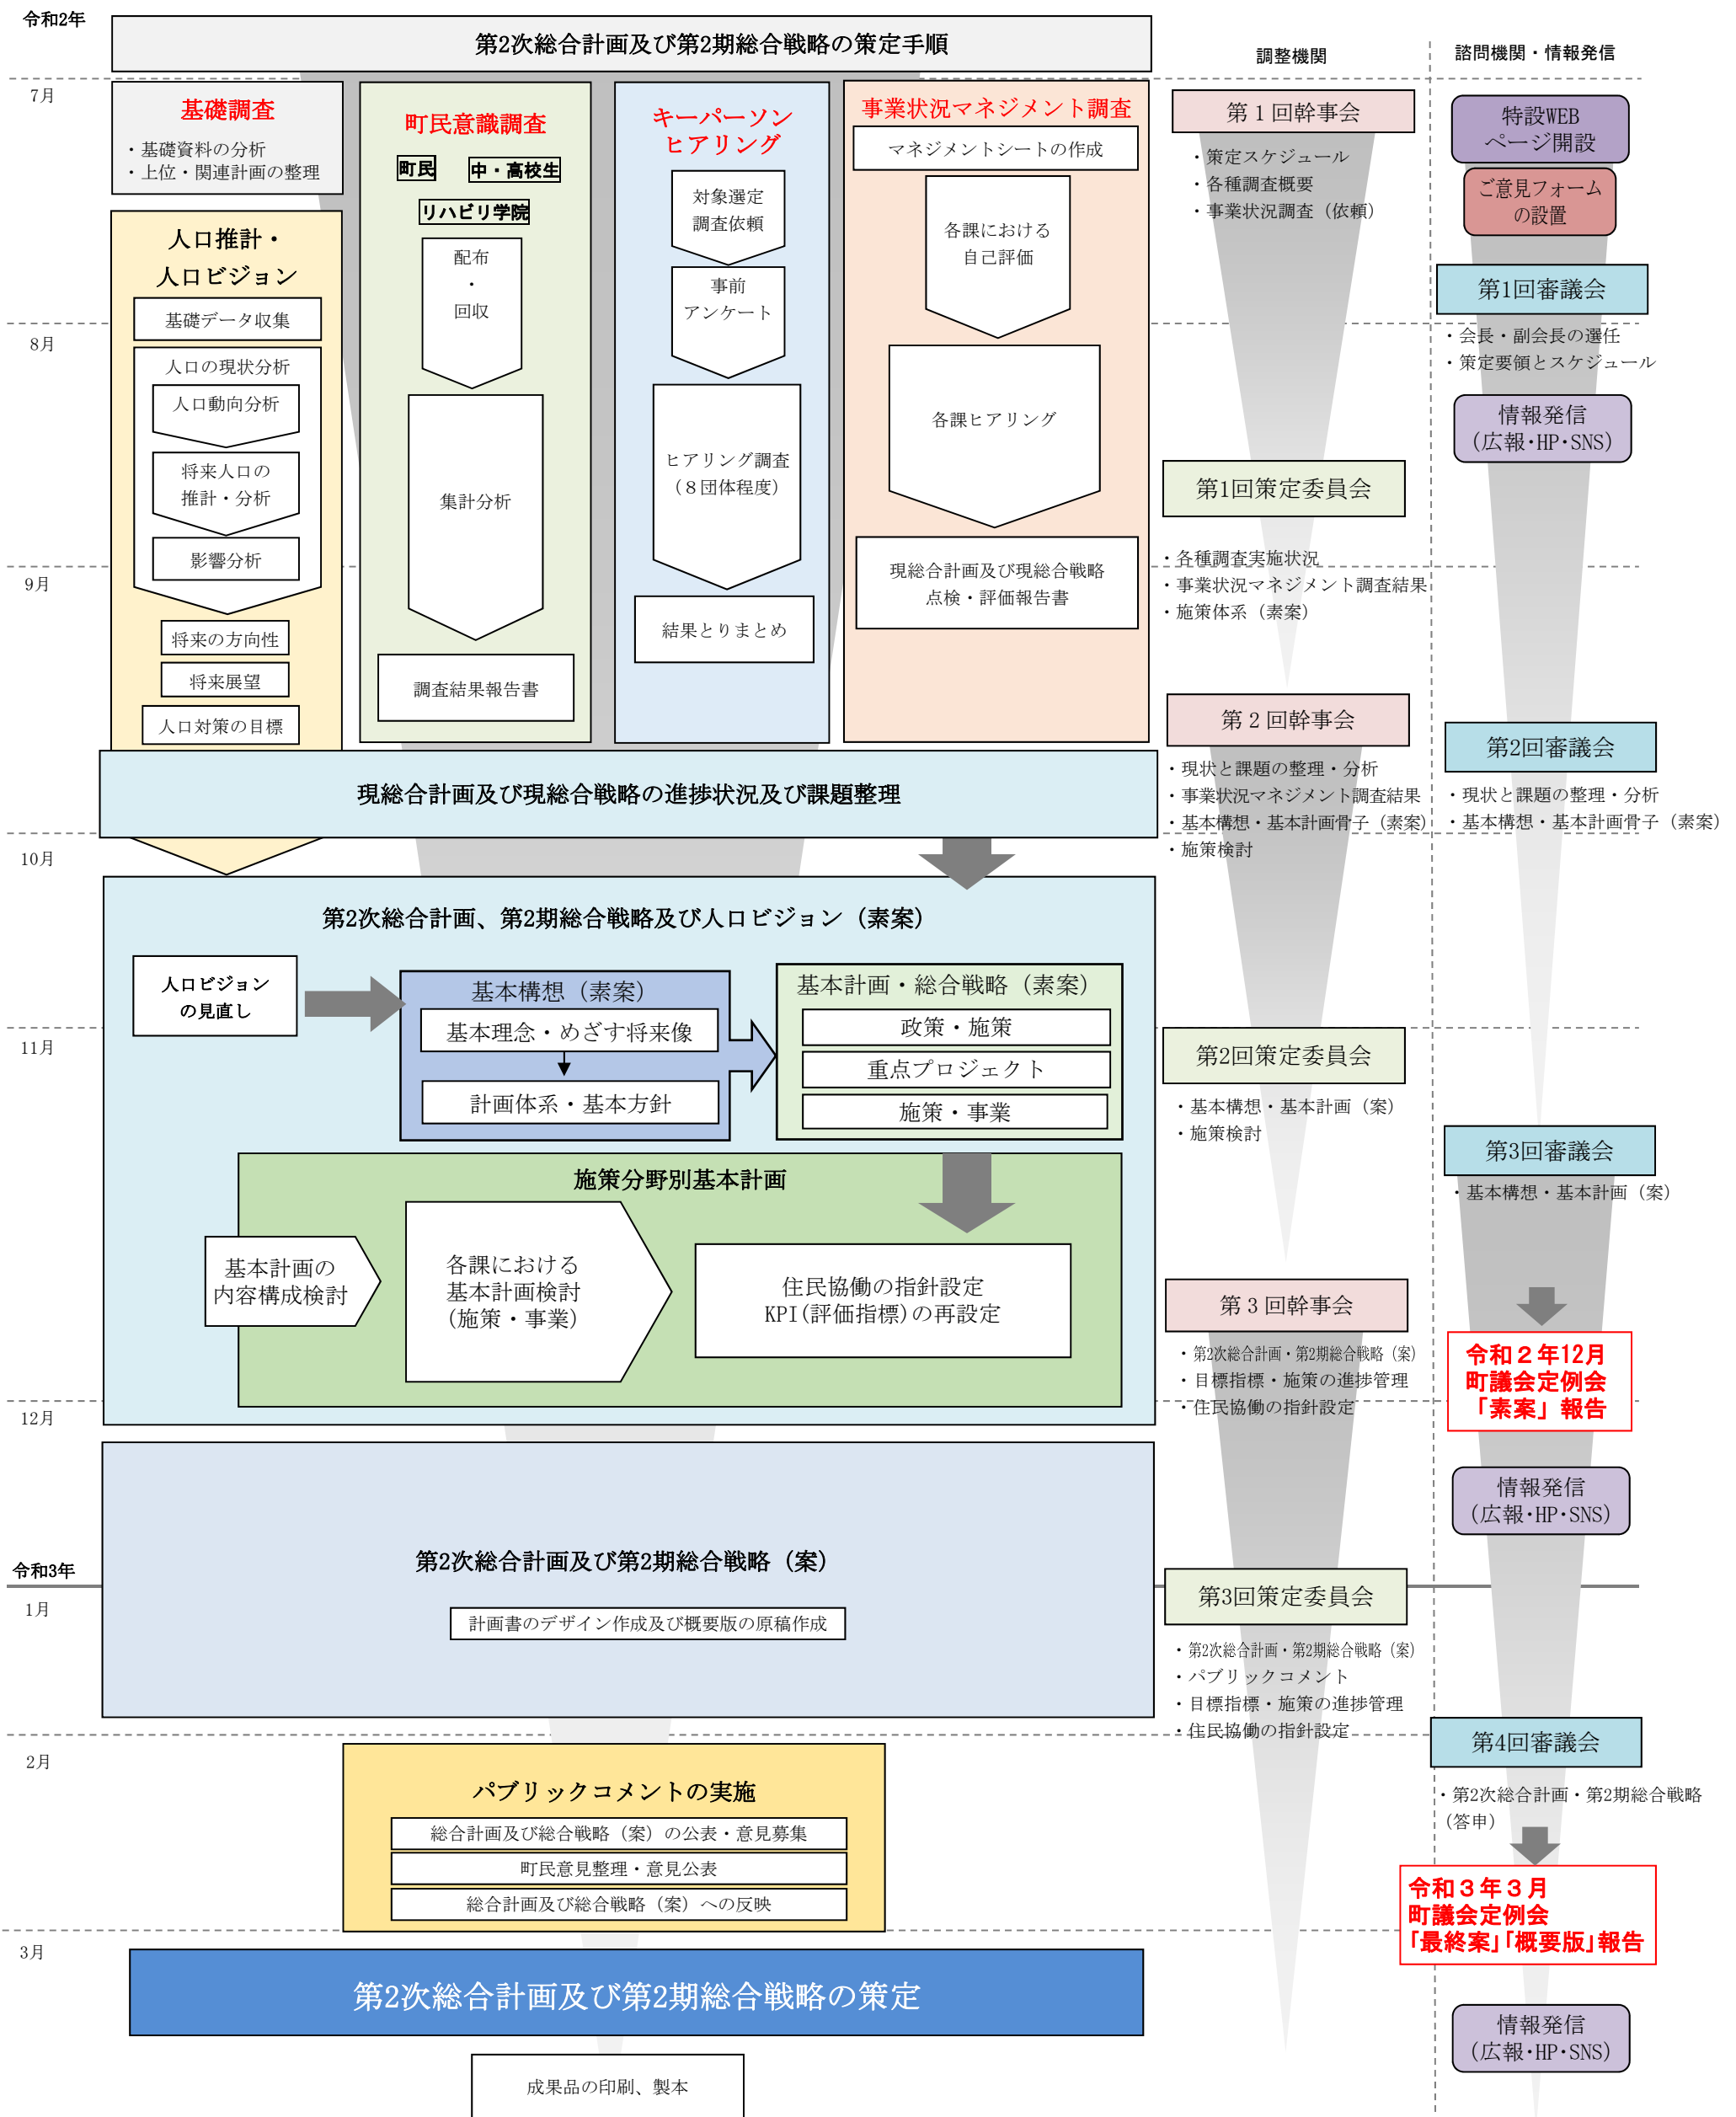 令和2年
第2次総合計画及び第2期総合戦略の策定手順
調整機関
諮問機関・情報発信
7月
基礎調査
・基礎資料の分析
・上位・関連計画の整理
人口推計・
人口ビジョン
基礎データ収集
人口の現状分析
人口動向分析
将来人口の
推計・分析
影響分析
将来の方向性
将来展望
人口対策の目標
町民意識調査
町民
中・高校生
リハビリ学院
配布
・
回収
集計分析
調査結果報告書
キーパーソン
ヒアリング
対象選定
調査依頼
事前
アンケート
ヒアリング調査
（８団体程度）
結果とりまとめ
事業状況マネジメント調査
マネジメントシートの作成
各課における
自己評価
各課ヒアリング
現総合計画及び現総合戦略
点検・評価報告書
第１回幹事会
・策定スケジュール
・各種調査概要
・事業状況調査（依頼）
特設WEB
ページ開設
ご意見フォーム
の設置
第1回審議会
8月
・会長・副会長の選任
・策定要領とスケジュール
情報発信
（広報･HP･SNS）
第1回策定委員会
・各種調査実施状況
・事業状況マネジメント調査結果
・施策体系（素案）
9月
第２回幹事会
・現状と課題の整理・分析
・事業状況マネジメント調査結果
・基本構想・基本計画骨子（素案）
・施策検討
第2回審議会
・現状と課題の整理・分析
・基本構想・基本計画骨子（素案）
現総合計画及び現総合戦略の進捗状況及び課題整理
10月
第2次総合計画、第2期総合戦略及び人口ビジョン（素案）
人口ビジョン
の見直し
基本構想（素案）
基本理念・めざす将来像
計画体系・基本方針
基本計画・総合戦略（素案）
政策・施策
重点プロジェクト
施策・事業
11月
第2回策定委員会
・基本構想・基本計画（案）
・施策検討
第3回審議会
・基本構想・基本計画（案）
施策分野別基本計画
基本計画の
内容構成検討
各課における
基本計画検討
（施策・事業）
住民協働の指針設定
KPI(評価指標)の再設定
第３回幹事会
・第2次総合計画・第2期総合戦略（案）
・目標指標・施策の進捗管理
・住民協働の指針設定
令和２年12月
町議会定例会
「素案」報告
12月
情報発信
（広報･HP･SNS）
第2次総合計画及び第2期総合戦略（案）
計画書のデザイン作成及び概要版の原稿作成
令和3年
1月
第3回策定委員会
・第2次総合計画・第2期総合戦略（案）
・パブリックコメント
・目標指標・施策の進捗管理
・住民協働の指針設定
第4回審議会
・第2次総合計画・第2期総合戦略
（答申）
2月
パブリックコメントの実施
総合計画及び総合戦略（案）の公表・意見募集
町民意見整理・意見公表
総合計画及び総合戦略（案）への反映
令和３年３月
町議会定例会
｢最終案｣｢概要版｣報告
3月
第2次総合計画及び第2期総合戦略の策定
情報発信
（広報･HP･SNS）
成果品の印刷、製本